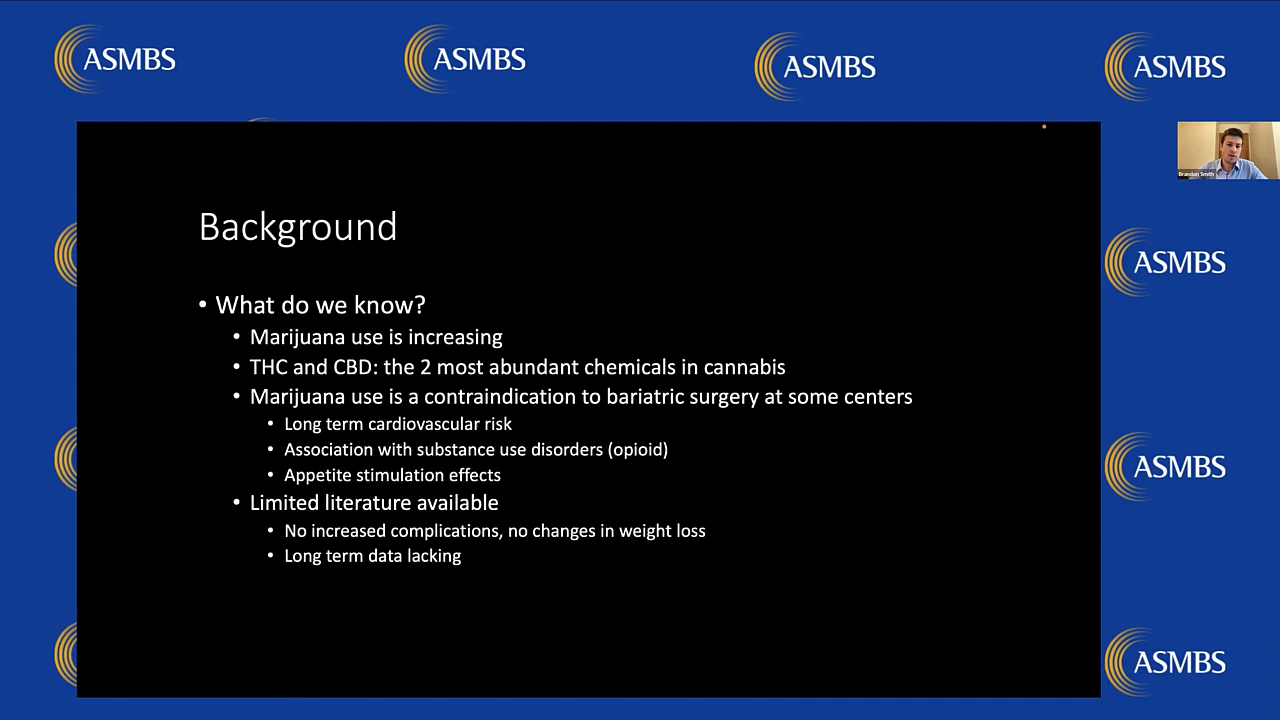 ASMBS ASMBS ASMBS ASMBS
Brandon Smith
Background
• What do we know?
• Marijuana use is increasing
• THC and CBD: the 2 most abundant chemicals in cannabis
• Marijuana use is a contraindication to bariatric surgery at some centers
• Long term cardiovascular risk
• Association with substance use disorders (opioid)
• Appetite stimulation effects
• Limited literature available
• No increased complications, no changes in weight loss
• Long term data lacking
ASMBS
ASMBS
ASMBS